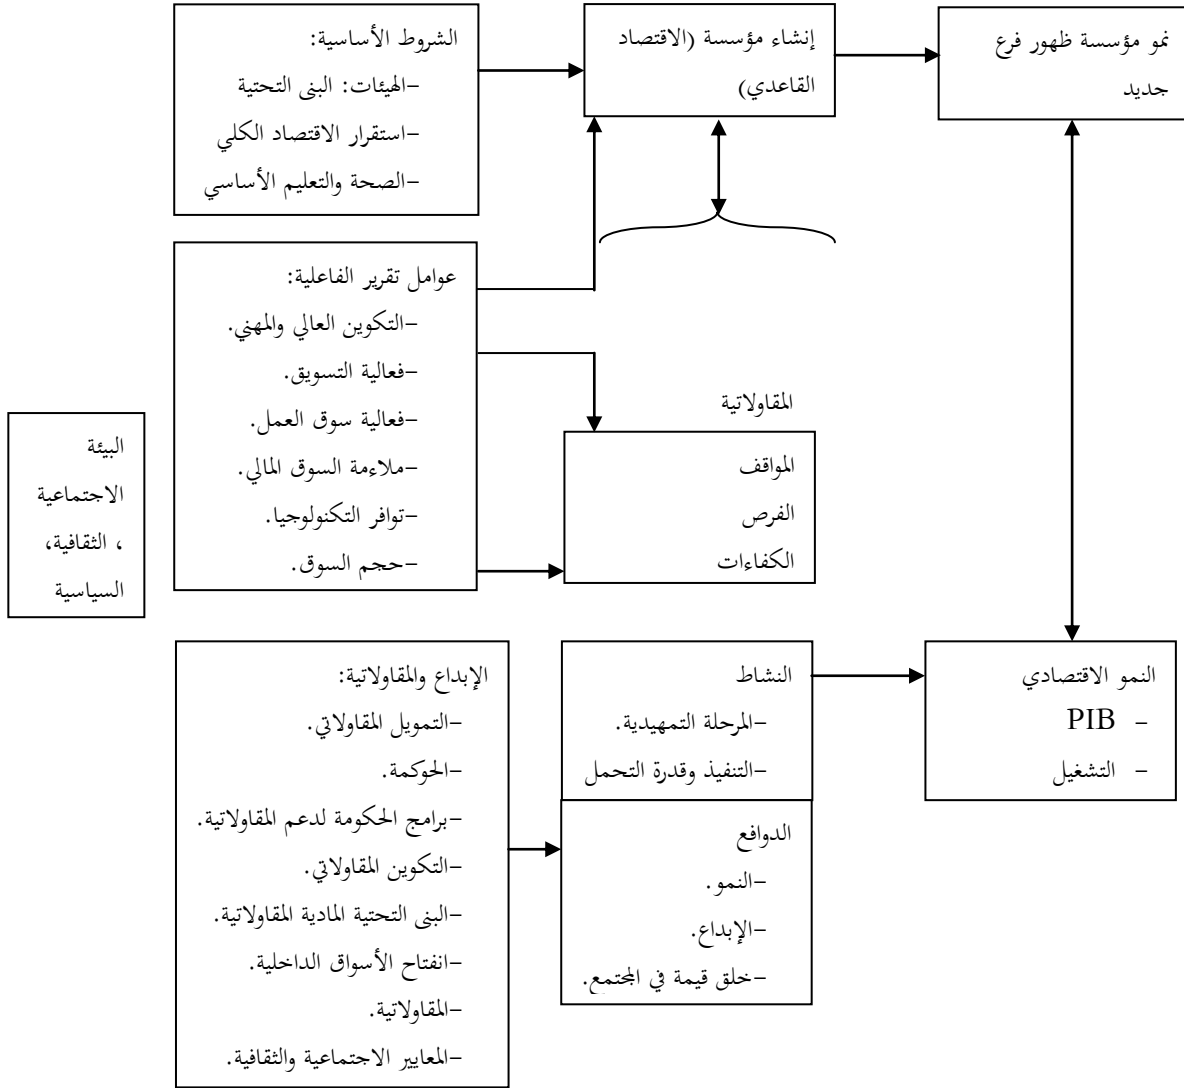 الشروط الأساسية:
-الهيئات: البنى التحتية
-استقرار الاقتصاد الكلي
-الصحة والتعليم الأساسي
إنشاء مؤسسة (الاقتصاد
القاعدي)
نمو مؤسسة ظهور فرع
جديد
عوامل تقرير الفاعلية:
-التكوين العالي والمهني.
-فعالية التسويق.
-فعالية سوق العمل.
-ملاءمة السوق المالي.
-توافر التكنولوجيا.
-حجم السوق.
المقاولاتية
المواقف
الفرص
الكفاءات
البيئة
الاجتماعية
، الثقافية،
السياسية
الإبداع والمقاولاتية:
-التمويل المقاولاتي.
-الحوكمة.
-برامج الحكومة لدعم المقاولاتية.
-التكوين المقاولاتي.
-البنى التحتية المادية المقاولاتية.
-انفتاح الأسواق الداخلية.
-المقاولاتية.
-المعايير الاجتماعية والثقافية.
النشاط
-المرحلة التمهيدية.
-التنفيذ وقدرة التحمل
الدوافع
-النمو.
-الإبداع.
-خلق قيمة في المجتمع.
النمو الاقتصادي
- PIB
- التشغيل